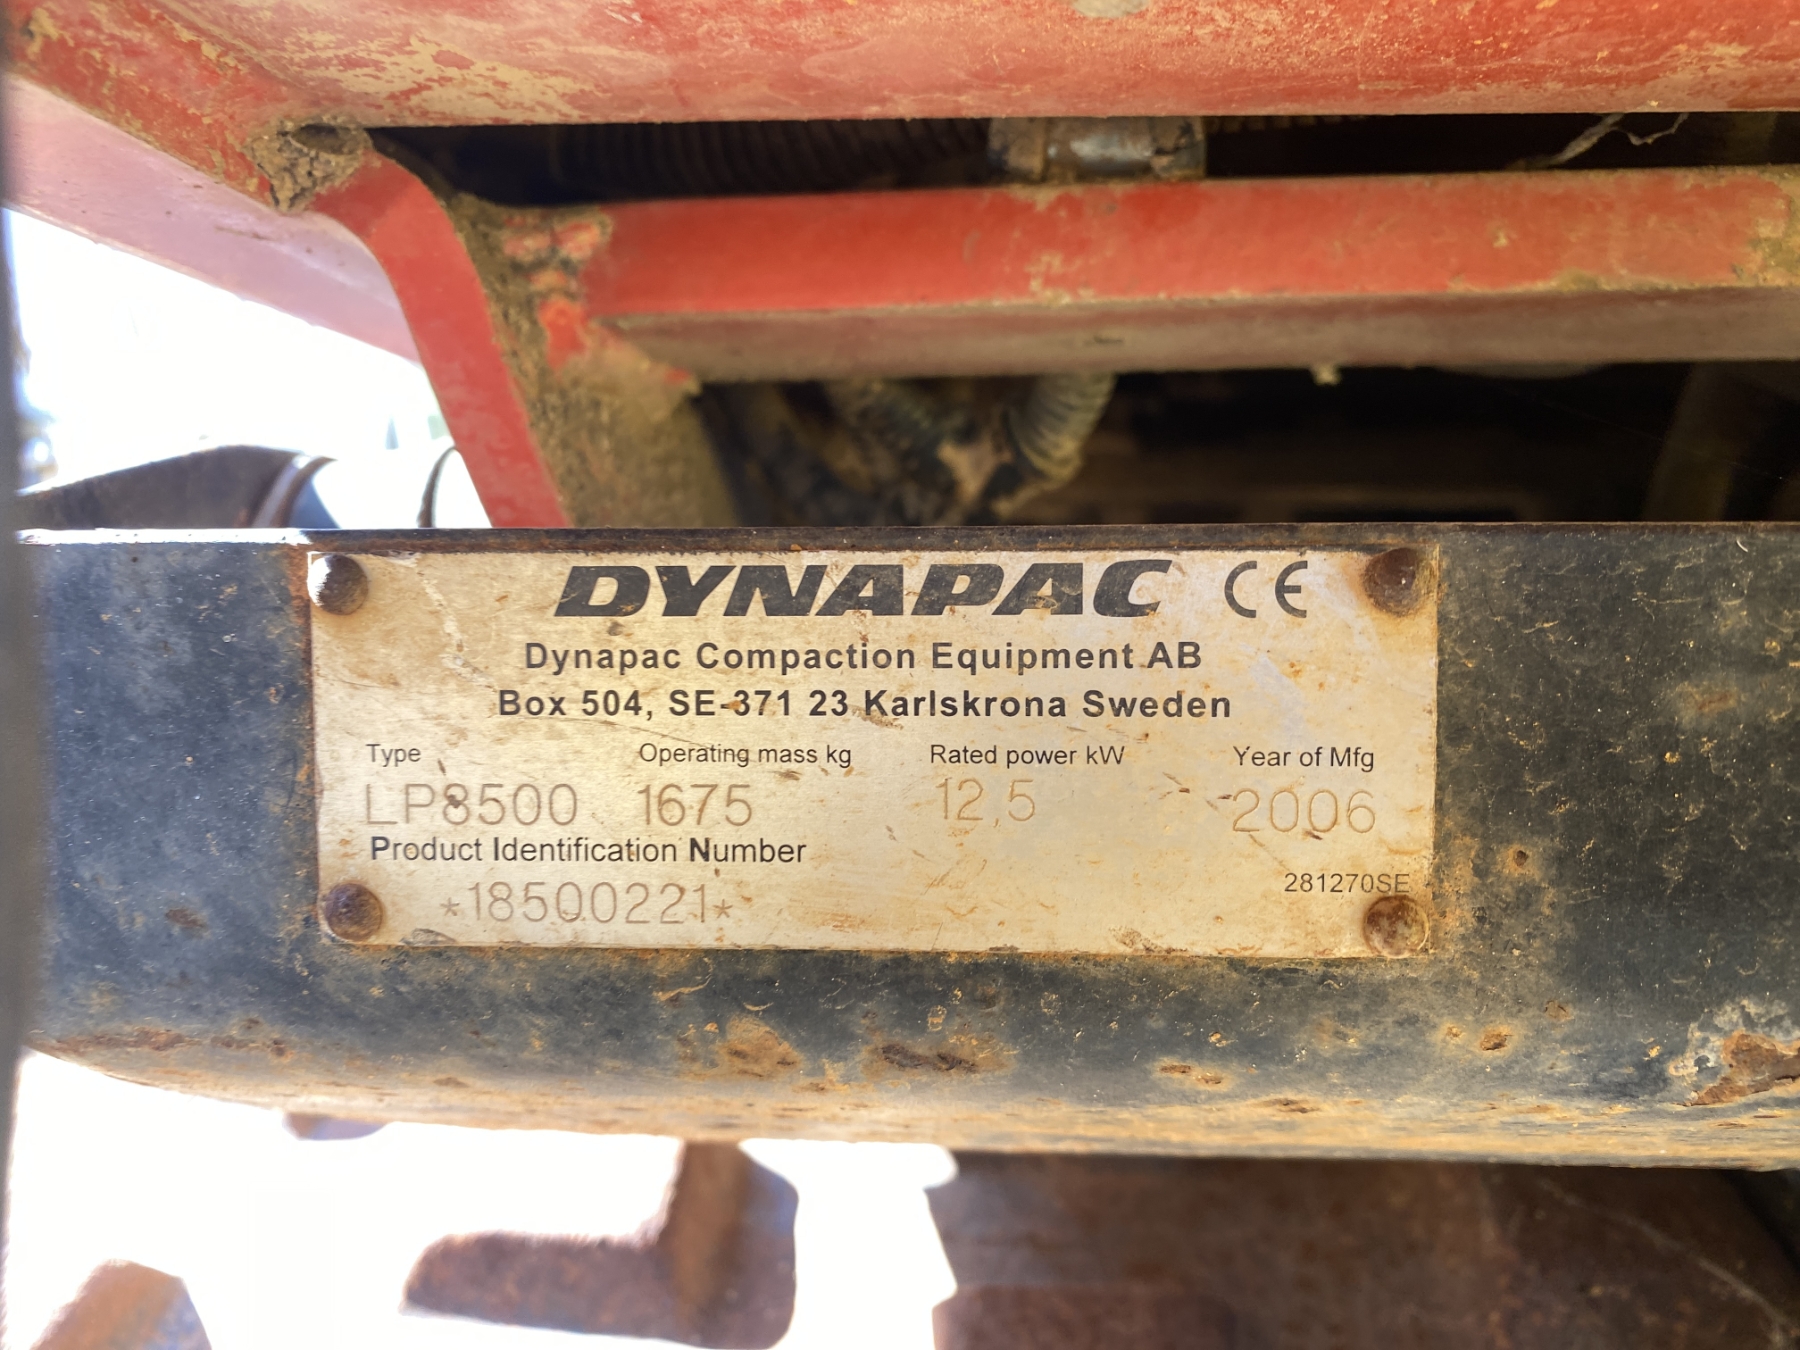 DYNAPAC CE
Dynapac Compaction Equipment AB
Box 504, SE-371 23 Karlskrona Sweden
Type Operating mass kg Rated power kW Year of Mfg
LP8500 1675 12,5 2006
Product Identification Number
281270SE
*18500221*